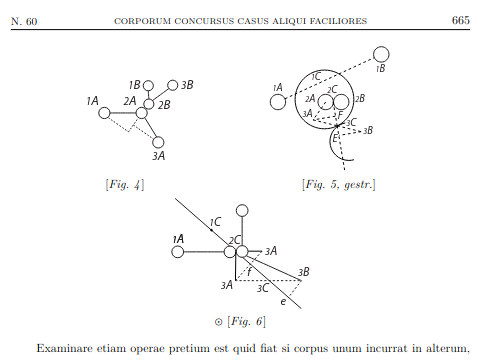 N. 60 CORPORUM CONCURSUS CASUS ALIQUI FACILIORES 665
1B 3B
1A 2A 2B
3A
[Fig. 4]
1B
1C
1A 2C
2A 2B
3A F
3C
3B
E
[Fig. 5, gestr.]
1C
1A 2C
3A
f 3B
3A
3C
e
⊙ [Fig. 6]
Examinare etiam operae pretium est quid fiat si corpus unum incurrat in alterum,